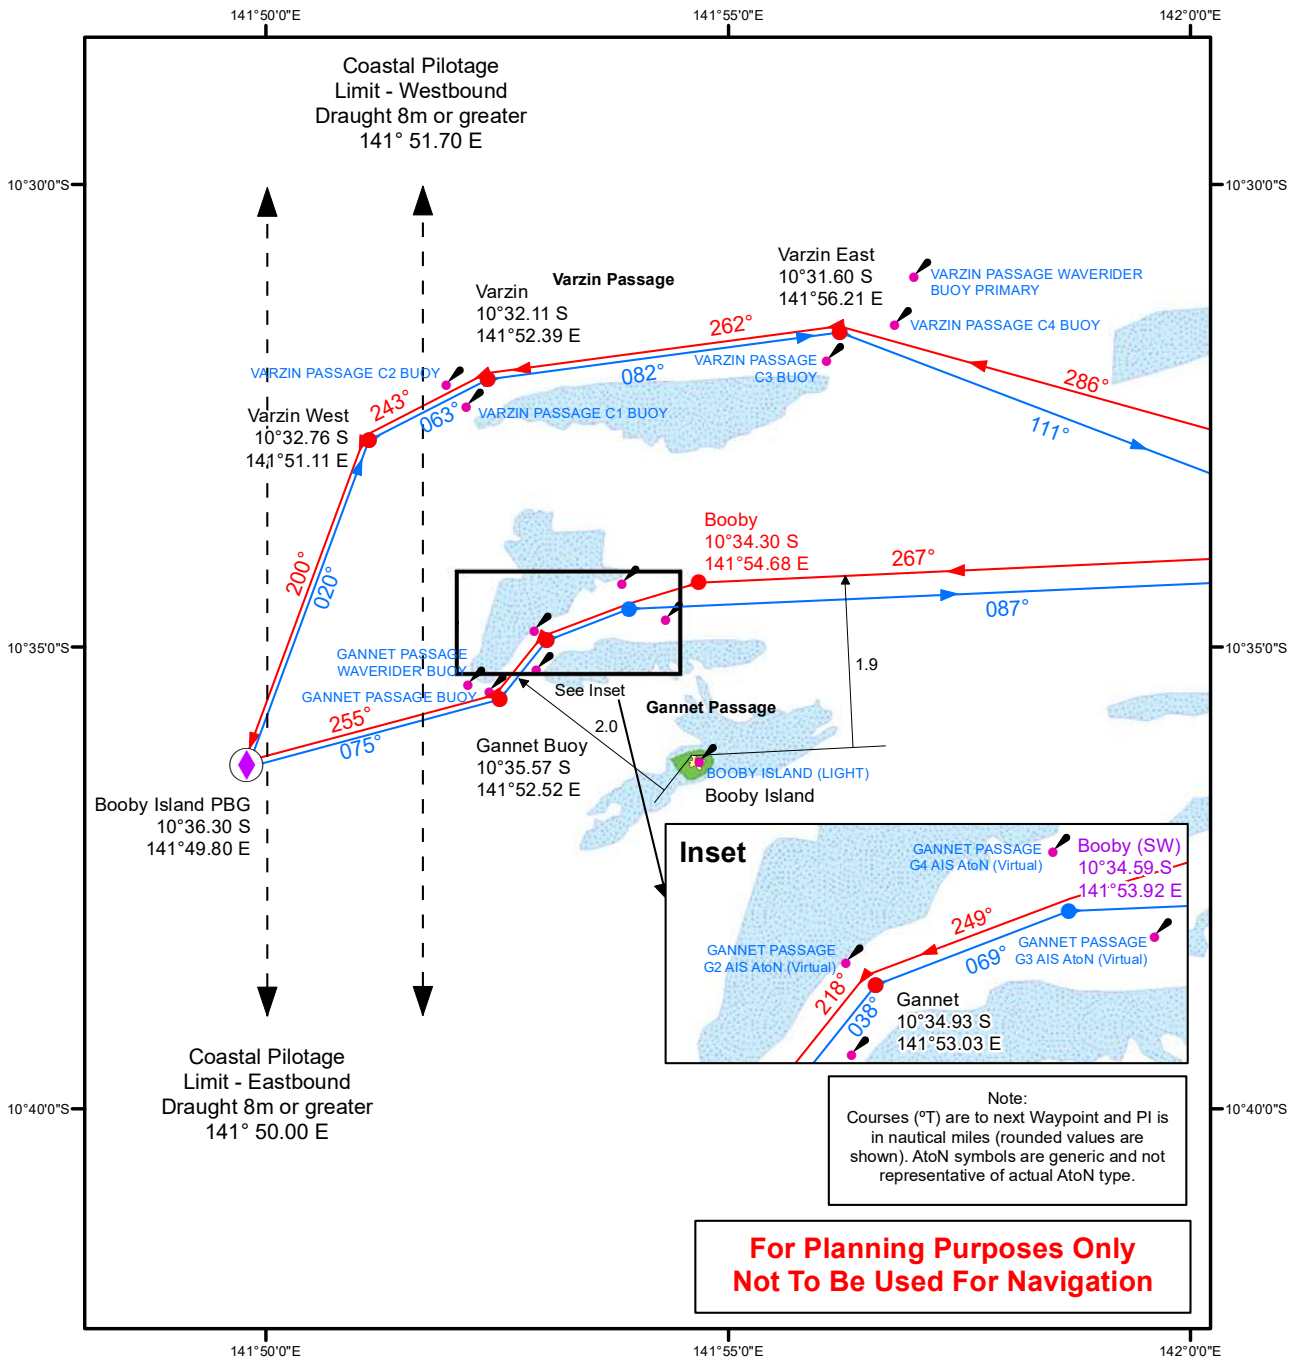 141°50'0"E
141°55'0"E
142°0'0"E
Coastal Pilotage
Limit - Westbound
Draught 8m or greater
141° 51.70 E
10°30'0"S
10°30'0"S
Varzin East
10°31.60 S
141°56.21 E
Varzin Passage
VARZIN PASSAGE WAVERIDER
BUOY PRIMARY
Varzin
10°32.11 S
141°52.39 E
262°
VARZIN PASSAGE C4 BUOY
VARZIN PASSAGE
C3 BUOY
082°
286°
VARZIN PASSAGE C2 BUOY
243°
063°
VARZIN PASSAGE C1 BUOY
Varzin West
10°32.76 S
141°51.11 E
111°
Booby
10°34.30 S
141°54.68 E
267°
200°
020°
087°
10°35'0"S
10°35'0"S
GANNET PASSAGE
WAVERIDER BUOY
GANNET PASSAGE BUOY
See Inset
1.9
Gannet Passage
255°
075°
2.0
Gannet Buoy
10°35.57 S
141°52.52 E
BOOBY ISLAND (LIGHT)
Booby Island
Booby Island PBG
10°36.30 S
141°49.80 E
Inset
GANNET PASSAGE
G4 AIS AtoN (Virtual)
Booby (SW)
10°34.59 S
141°53.92 E
249°
GANNET PASSAGE
G2 AIS AtoN (Virtual)
069°
GANNET PASSAGE
G3 AIS AtoN (Virtual)
218°
038°
Gannet
10°34.93 S
141°53.03 E
Coastal Pilotage
Limit - Eastbound
Draught 8m or greater
141° 50.00 E
10°40'0"S
10°40'0"S
Note:
Courses (ºT) are to next Waypoint and PI is
in nautical miles (rounded values are
shown). AtoN symbols are generic and not
representative of actual AtoN type.
For Planning Purposes Only
Not To Be Used For Navigation
141°50'0"E
141°55'0"E
142°0'0"E